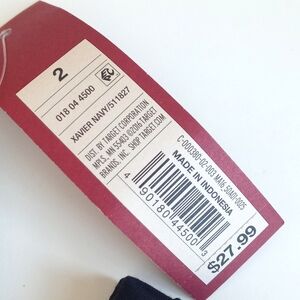 2
018 04 4500
XAVIER NAVY/511827
DIST. BY TARGET CORPORATION
MPLS, MN 55403 ©2016 TARGET
BRANDS, INC. SHOP TARGET.COM
MADE IN INDONESIA
4 90180 44500 3
$27.99